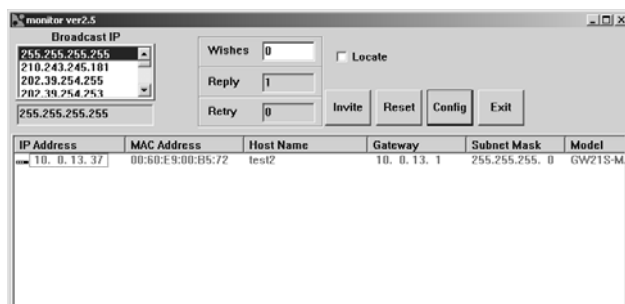 monitor ver2.5
Broadcast IP
255.255.255.255
210.243.245.181
202.39.254.255
202.39.254.253
255.255.255.255
Wishes 0
Reply 1
Retry 0
Locate
Invite Reset Config Exit
IP Address MAC Address Host Name Gateway Subnet Mask Model
10. 0.13. 37 00:60:E9:00:B5:72 test2 10. 0.13. 1 255.255.255. 0 GW21S-M